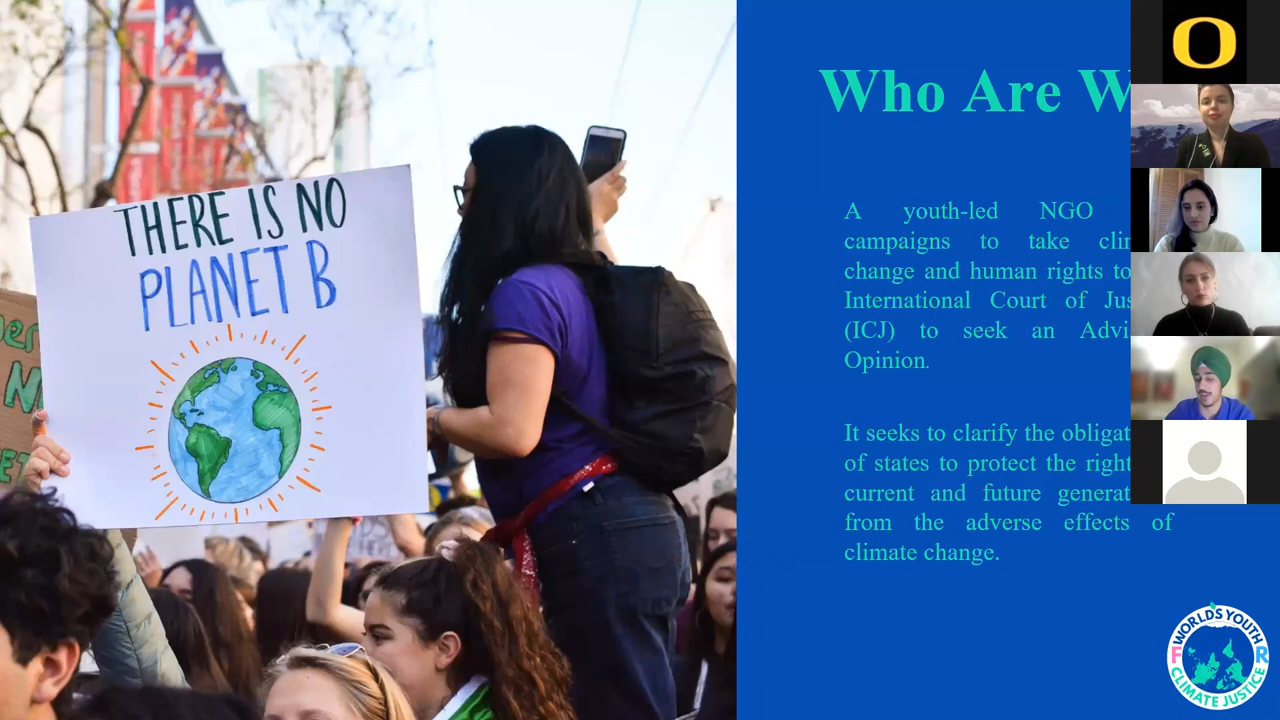 THERE IS NO
PLANET B
Who Are W
A youth-led NGO
campaigns to take clim
change and human rights to
International Court of Jus
(ICJ) to seek an Advi
Opinion.
It seeks to clarify the obligat
of states to protect the right
current and future generat
from the adverse effects of
climate change.
WORLD'S YOUTH
F R
CLIMATE JUSTICE